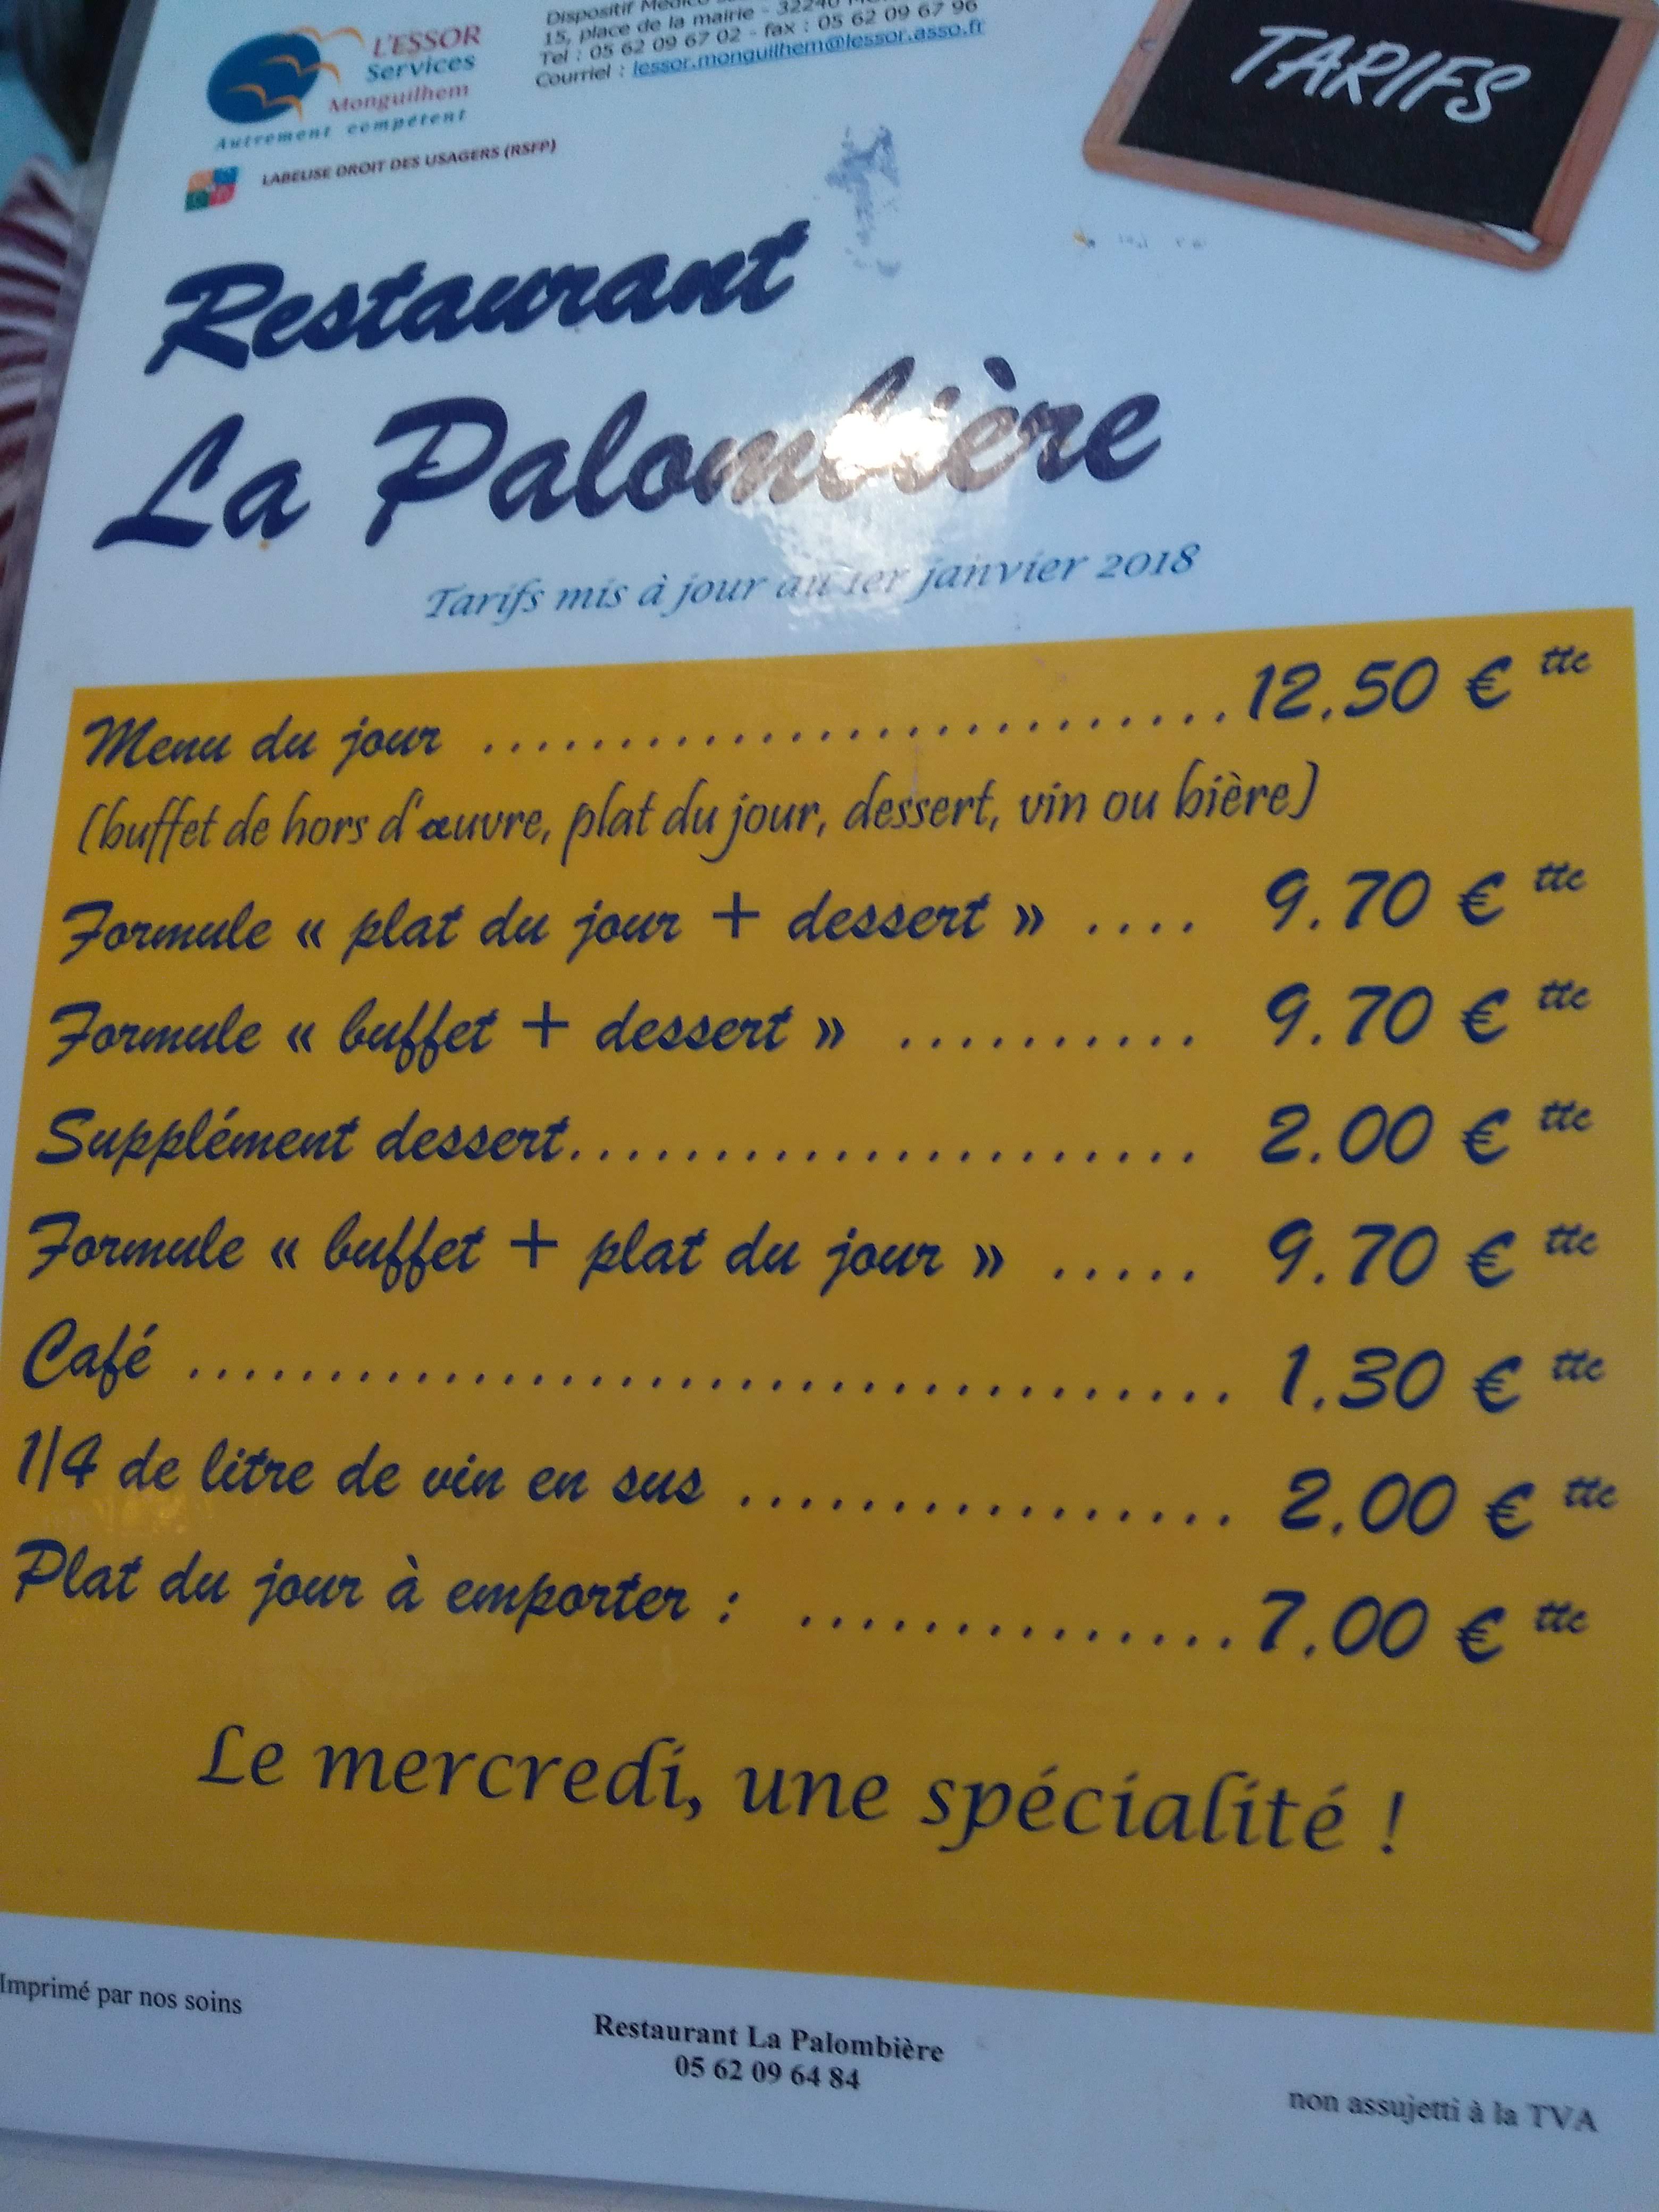 L'ESSOR
Services
Monguilhem
Autrement compétent
LABELISE DROIT DES USAGERS (RSFP)
Dispositif
15, place de la mairie - 32240
Tel : 05 62 09 67 02 - fax : 05 62 09 67 96
Courriel : lessor.monguilhem@lessor.asso.fr
TARIFS
Restaurant
La Palombière
Tarifs mis à jour au 1er janvier 2018
Menu du jour ............................12,50 € ttc
(buffet de hors d'œuvre, plat du jour, dessert, vin ou bière)
Formule « plat du jour + dessert » .... 9.70 € ttc
Formule « buffet + dessert » ........... 9.70 € ttc
Supplément dessert...................... 2.00 € ttc
Formule « buffet + plat du jour » ..... 9.70 € ttc
Café ..................................... 1,30 € ttc
1/4 de litre de vin en sus ................. 2,00 € ttc
Plat du jour à emporter : ...............7,00 € ttc
Le mercredi, une spécialité !
Imprimé par nos soins
Restaurant La Palombière
05 62 09 64 84
non assujetti à la TVA